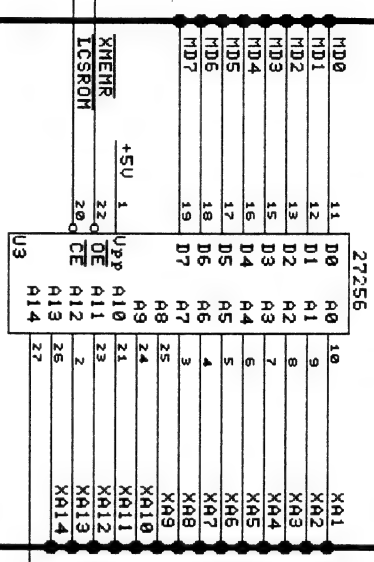 27256
MD0 11 D0 A0 10 XA1
MD1 12 D1 A1 9 XA2
MD2 13 D2 A2 8 XA3
MD3 15 D3 A3 7 XA4
MD4 16 D4 A4 6 XA5
MD5 17 D5 A5 5 XA6
MD6 18 D6 A6 4 XA7
MD7 19 D7 A7 3 XA8
A8 25 XA9
A9 24 XA10
+5V 1 Vpp A10 21 XA11
XMEMR 22 OE A11 23 XA12
LCSROM 20 CE A12 2 XA13
A13 26 XA14
U3 A14 27